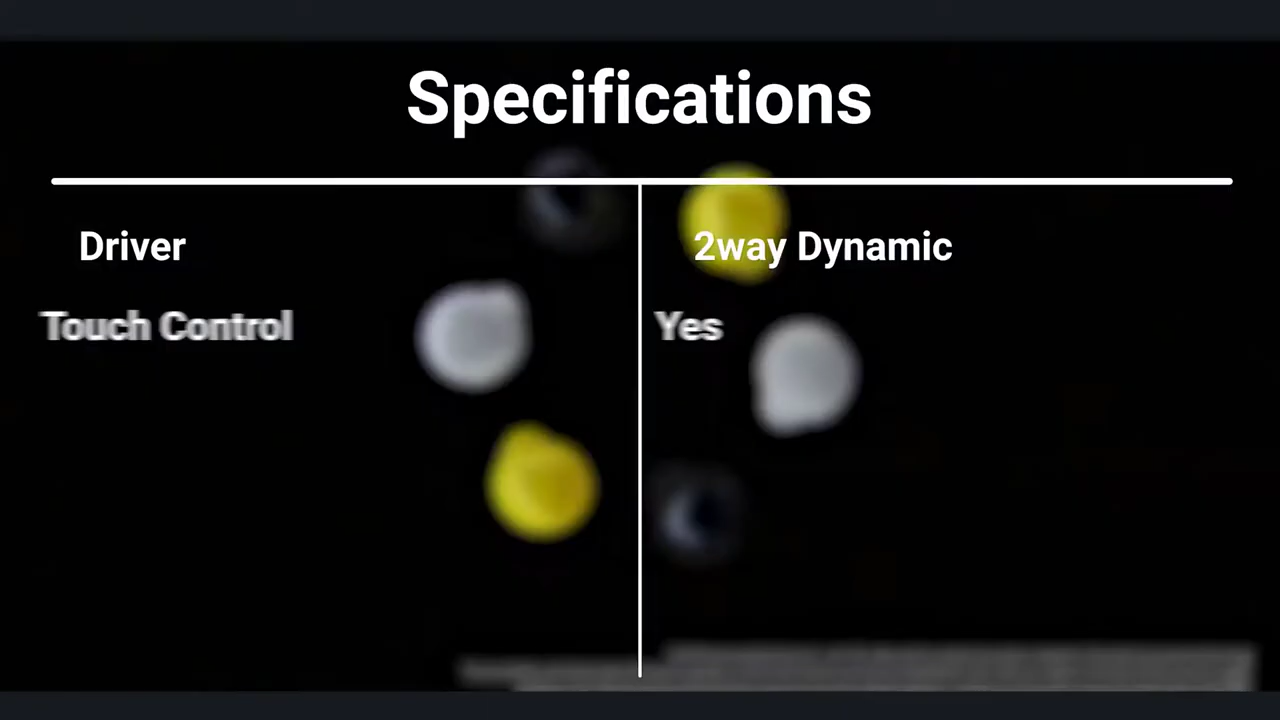 Specifications
Driver 2way Dynamic
Touch Control Yes